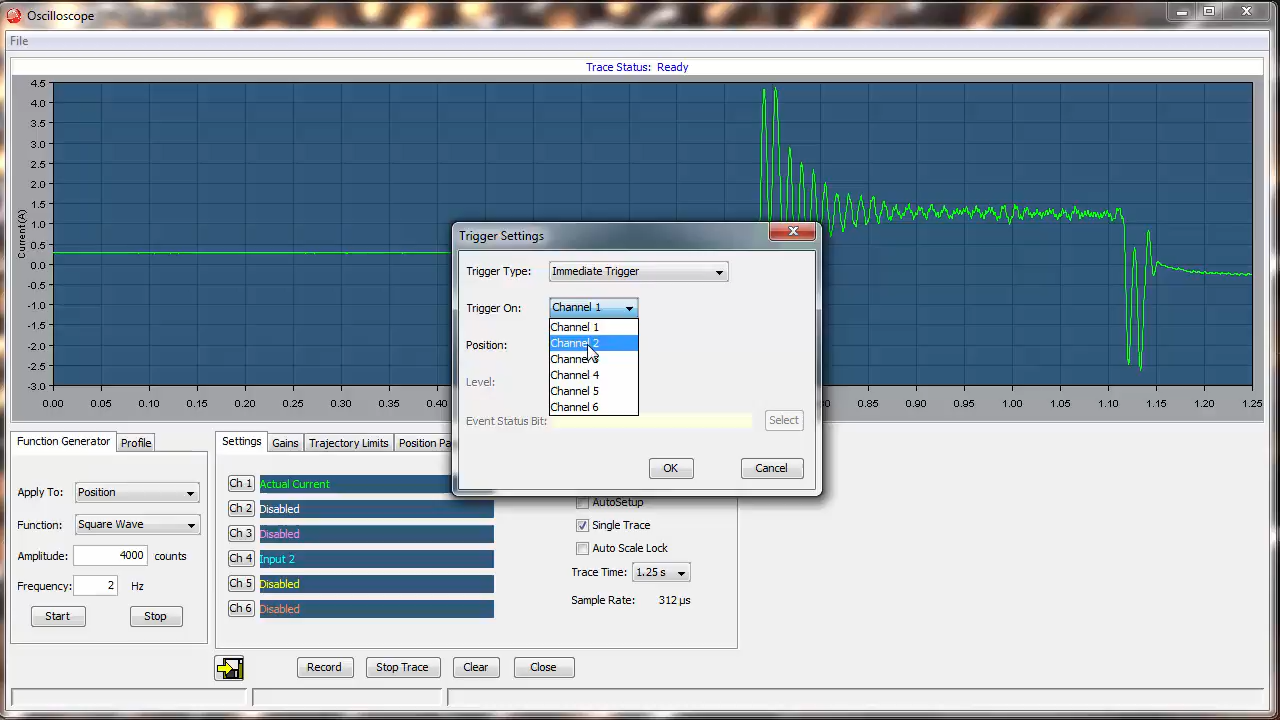 Oscilloscope
File
Trace Status: Ready
4.5
4.0
3.5
3.0
2.5
2.0
1.5
1.0
0.5
0.0
-0.5
-1.0
-1.5
-2.0
-2.5
-3.0
Current (A)
0.00 0.05 0.10 0.15 0.20 0.25 0.30 0.35 0.40 0.85 0.90 0.95 1.00 1.05 1.10 1.15 1.20 1.25
Trigger Settings
Trigger Type: Immediate Trigger
Trigger On: Channel 1
Channel 1
Channel 2
Position: Channel
Channel 4
Level: Channel 5
Channel 6
Event Status Bit: Select
OK Cancel
Function Generator Profile
Apply To: Position
Function: Square Wave
Amplitude: 4000 counts
Frequency: 2 Hz
Start Stop
Settings Gains Trajectory Limits Position
Ch 1 Actual Current
Ch 2 Disabled
Ch 3 Disabled
Ch 4 Input 2
Ch 5 Disabled
Ch 6 Disabled
AutoSetup
Single Trace
Auto Scale Lock
Trace Time: 1.25 s
Sample Rate: 312 µs
Record Stop Trace Clear Close